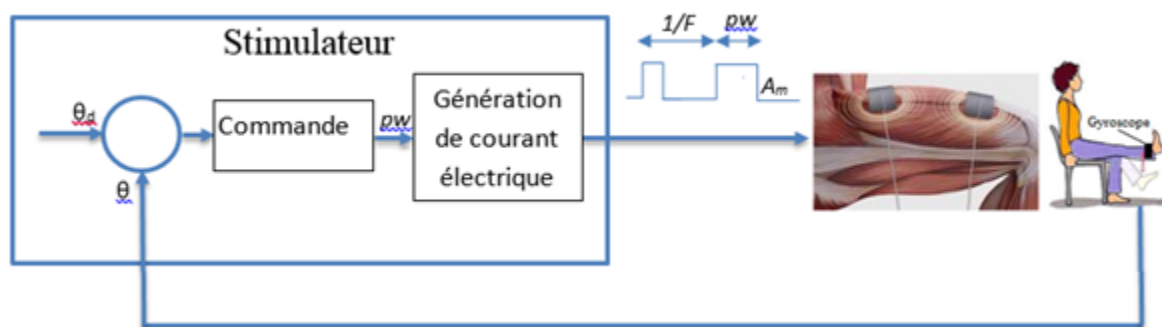 Stimulateur
θd
θ
Commande
pw
Génération
de courant
électrique
1/F
pw
Am
Gyroscope